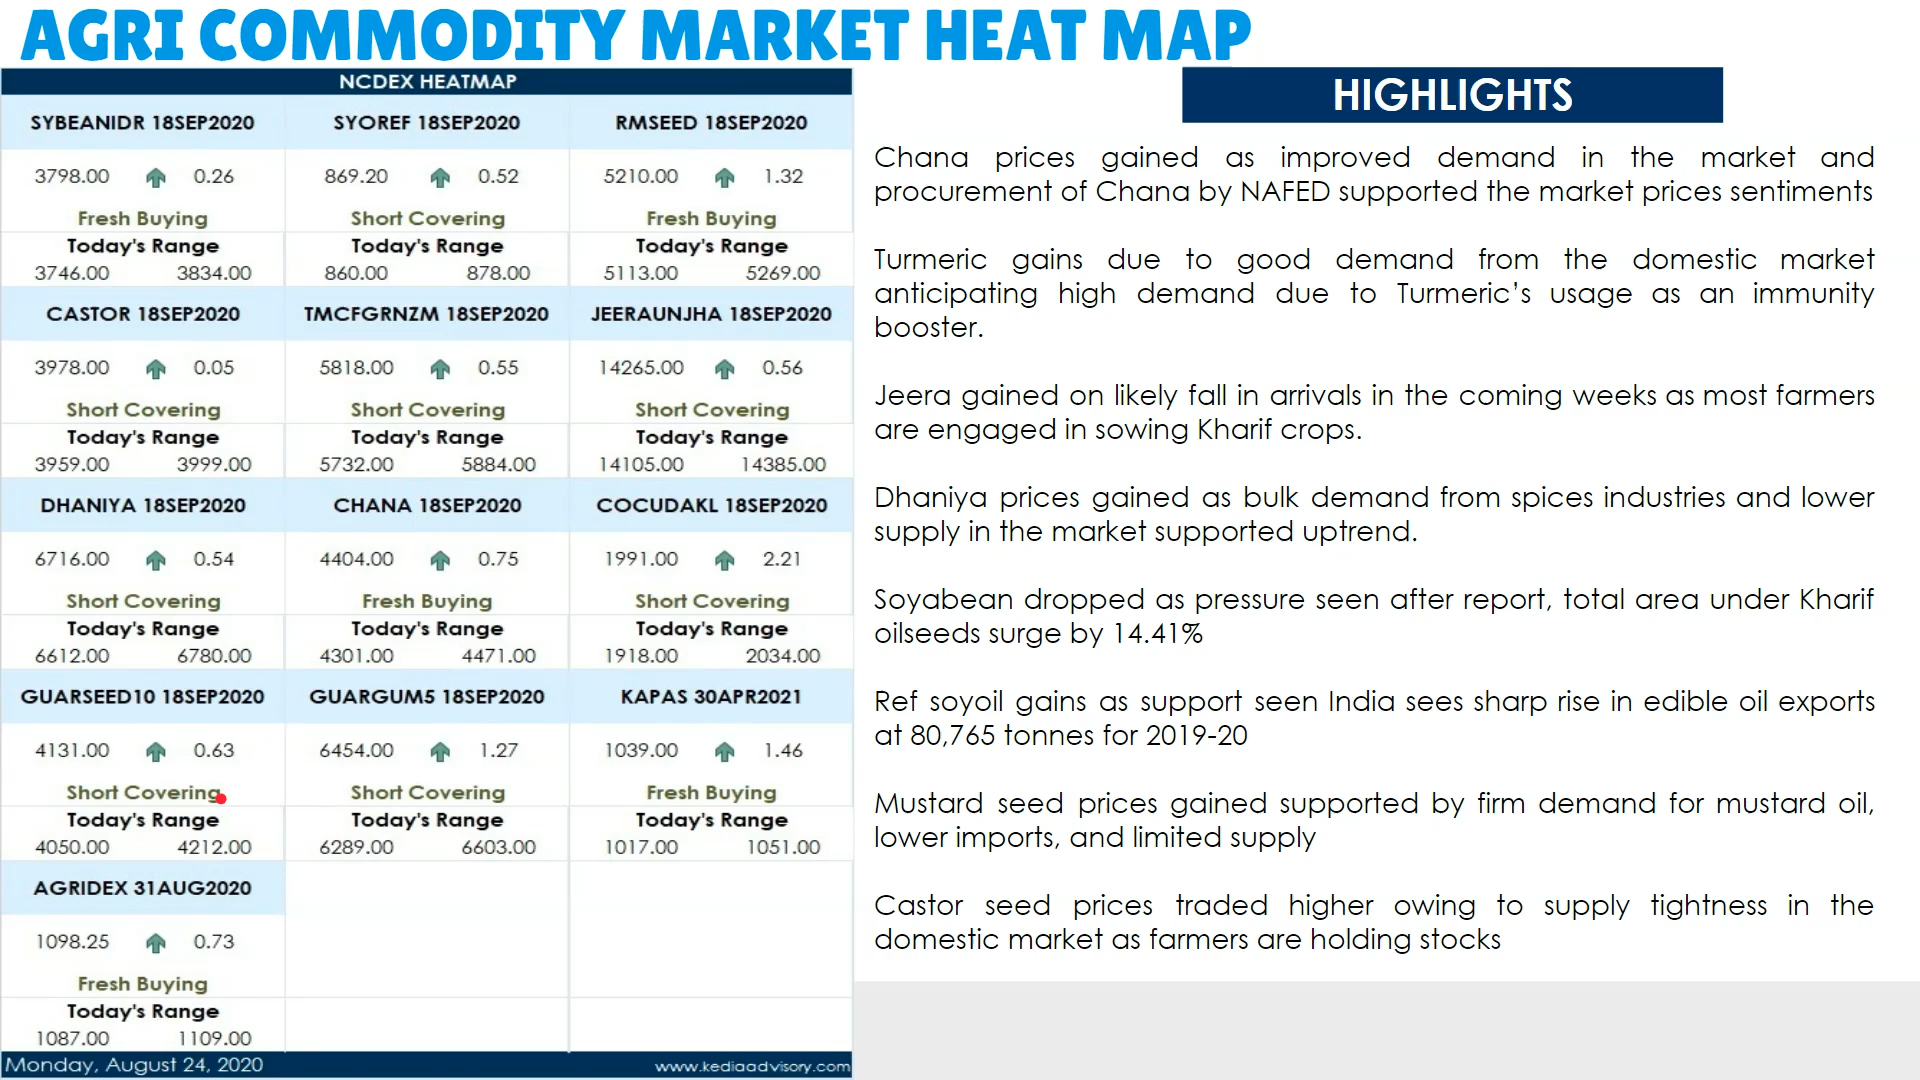 AGRI COMMODITY MARKET HEAT MAP
NCDEX HEATMAP
SYBEANIDR 18SEP2020 SYOREF 18SEP2020 RMSEED 18SEP2020
3798.00 0.26 869.20 0.52 5210.00 1.32
Fresh Buying Short Covering Fresh Buying
Today's Range Today's Range Today's Range
3746.00 3834.00 860.00 878.00 5113.00 5269.00
CASTOR 18SEP2020 TMCFGRNZM 18SEP2020 JEERAUNJHA 18SEP2020
3978.00 0.05 5818.00 0.55 14265.00 0.56
Short Covering Short Covering Short Covering
Today's Range Today's Range Today's Range
3959.00 3999.00 5732.00 5884.00 14105.00 14385.00
DHANIYA 18SEP2020 CHANA 18SEP2020 COCUDAKL 18SEP2020
6716.00 0.54 4404.00 0.75 1991.00 2.21
Short Covering Fresh Buying Short Covering
Today's Range Today's Range Today's Range
6612.00 6780.00 4301.00 4471.00 1918.00 2034.00
GUARSEED10 18SEP2020 GUARGUM5 18SEP2020 KAPAS 30APR2021
4131.00 0.63 6454.00 1.27 1039.00 1.46
Short Covering Short Covering Fresh Buying
Today's Range Today's Range Today's Range
4050.00 4212.00 6289.00 6603.00 1017.00 1051.00
AGRIDEX 31AUG2020
1098.25 0.73
Fresh Buying
Today's Range
1087.00 1109.00
Monday, August 24, 2020 www.kediaadvisory.com
HIGHLIGHTS
Chana prices gained as improved demand in the market and
procurement of Chana by NAFED supported the market prices sentiments
Turmeric gains due to good demand from the domestic market
anticipating high demand due to Turmeric’s usage as an immunity
booster.
Jeera gained on likely fall in arrivals in the coming weeks as most farmers
are engaged in sowing Kharif crops.
Dhaniya prices gained as bulk demand from spices industries and lower
supply in the market supported uptrend.
Soyabean dropped as pressure seen after report, total area under Kharif
oilseeds surge by 14.41%
Ref soyoil gains as support seen India sees sharp rise in edible oil exports
at 80,765 tonnes for 2019-20
Mustard seed prices gained supported by firm demand for mustard oil,
lower imports, and limited supply
Castor seed prices traded higher owing to supply tightness in the
domestic market as farmers are holding stocks